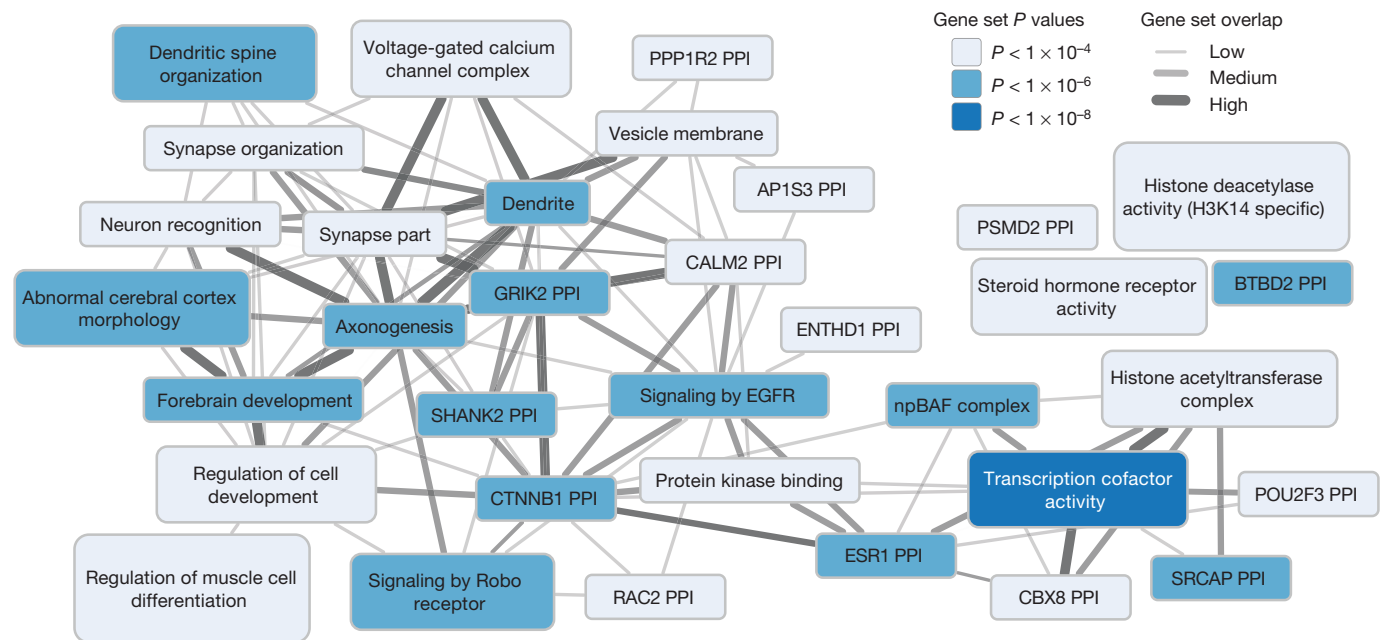 Gene set P values
P < 1 × 10–4
P < 1 × 10–6
P < 1 × 10–8
Gene set overlap
Low
Medium
High
Dendritic spine
organization
Voltage-gated calcium
channel complex
PPP1R2 PPI
Synapse organization
Vesicle membrane
AP1S3 PPI
Dendrite
Neuron recognition
Synapse part
CALM2 PPI
PSMD2 PPI
Histone deacetylase
activity (H3K14 specific)
Steroid hormone receptor
activity
BTBD2 PPI
Abnormal cerebral cortex
morphology
GRIK2 PPI
Axonogenesis
ENTHD1 PPI
Forebrain development
SHANK2 PPI
Signaling by EGFR
npBAF complex
Histone acetyltransferase
complex
Regulation of cell
development
CTNNB1 PPI
Protein kinase binding
Transcription cofactor
activity
POU2F3 PPI
ESR1 PPI
Regulation of muscle cell
differentiation
Signaling by Robo
receptor
RAC2 PPI
CBX8 PPI
SRCAP PPI